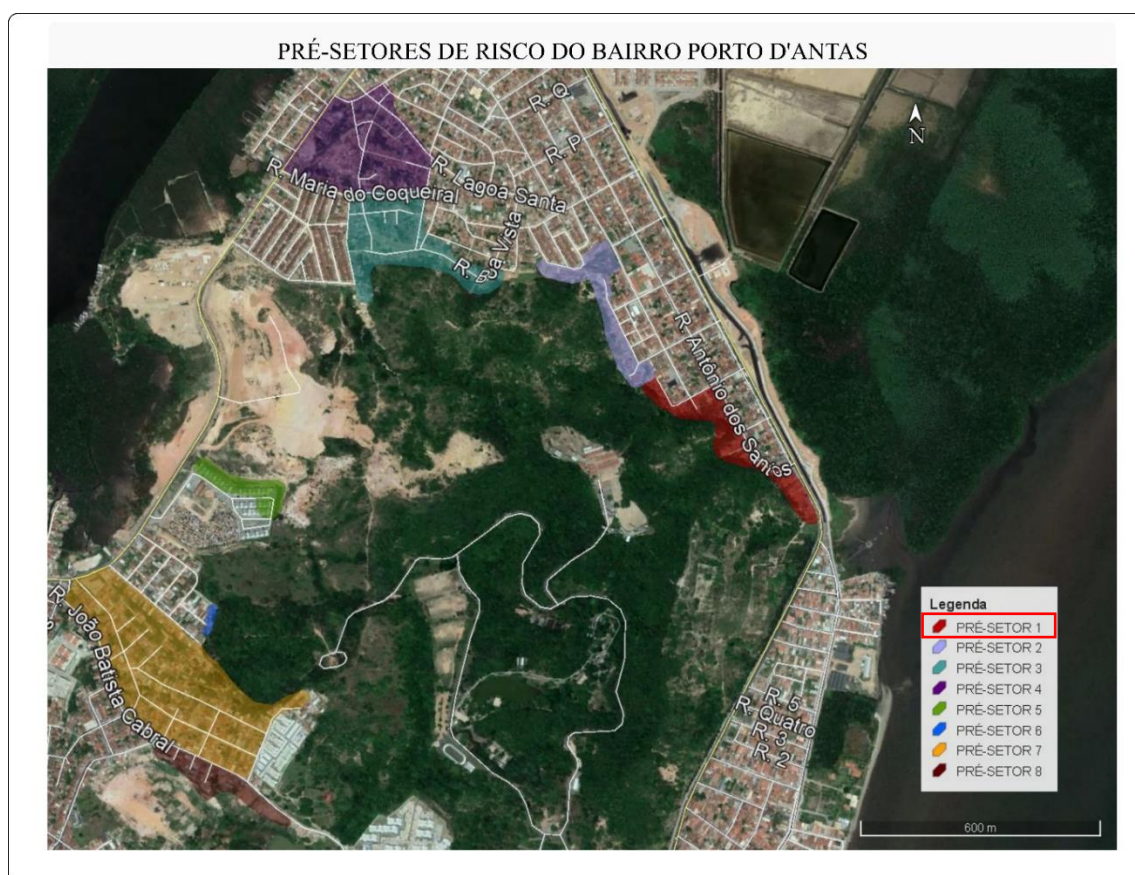 PRÉ-SETORES DE RISCO DO BAIRRO PORTO D'ANTAS
R. Q
R. P
N
R. Lagoa Santa
R. Maria do Coqueiral
R. Boa Vista
R. Antônio dos Santos
R. João Batista Cabral
R. 5
R. Quatro
R. 3
R. 2
Legenda
PRÉ-SETOR 1
PRÉ-SETOR 2
PRÉ-SETOR 3
PRÉ-SETOR 4
PRÉ-SETOR 5
PRÉ-SETOR 6
PRÉ-SETOR 7
PRÉ-SETOR 8
600 m